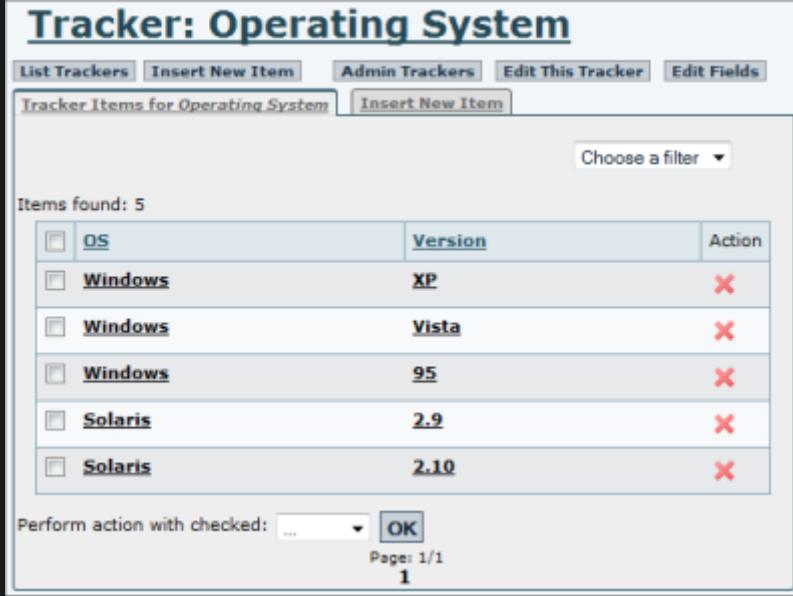 Tracker: Operating System
List Trackers Insert New Item Admin Trackers Edit This Tracker Edit Fields
Tracker Items for Operating System Insert New Item
Choose a filter
Items found: 5
OS Version Action
Windows XP
Windows Vista
Windows 95
Solaris 2.9
Solaris 2.10
Perform action with checked: ... OK
Page: 1/1
1